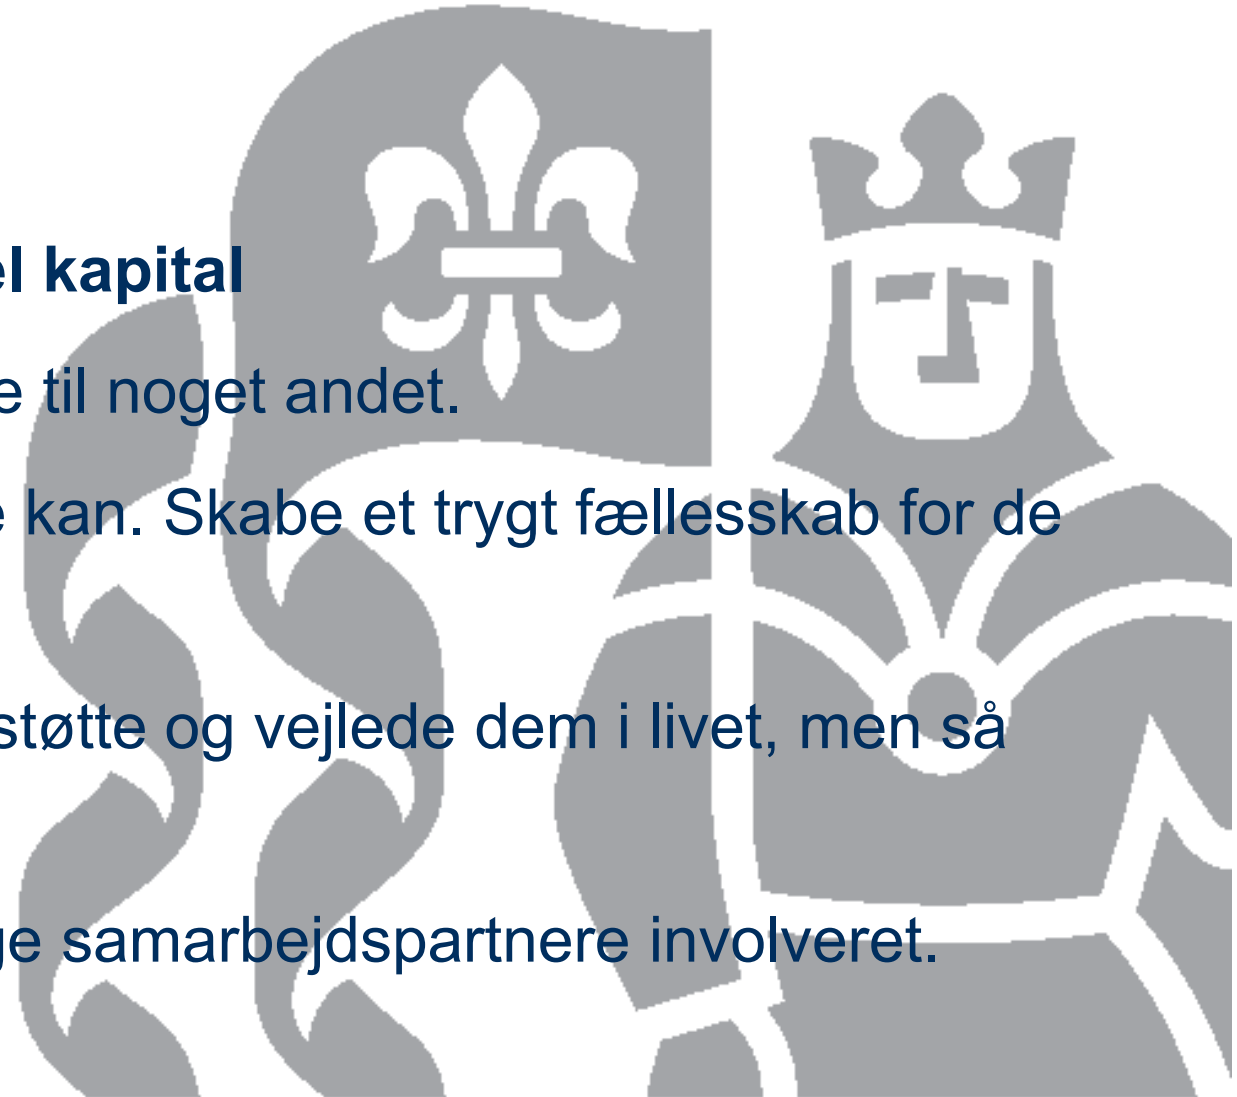 el kapital
e til noget andet.
e kan. Skabe et trygt fællesskab for de
støtte og vejlede dem i livet, men så
ge samarbejdspartnere involveret.